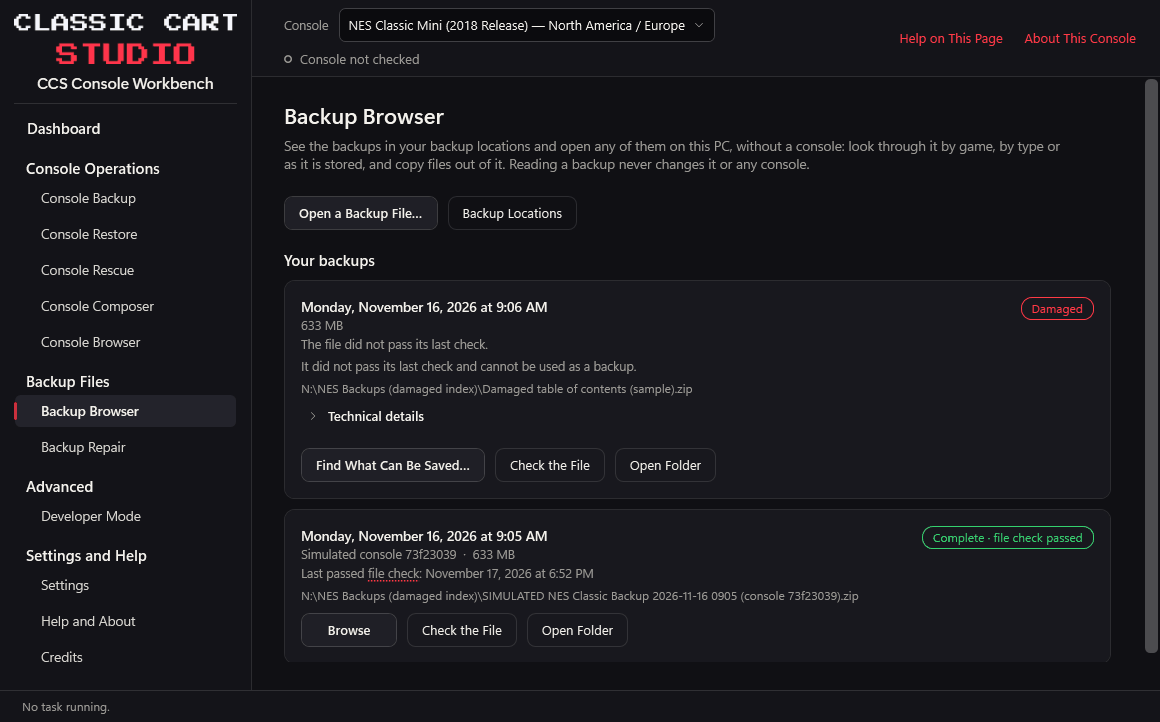 CLASSIC CART
STUDIO
CCS Console Workbench
Dashboard
Console Operations
Console Backup
Console Restore
Console Rescue
Console Composer
Console Browser
Backup Files
Backup Browser
Backup Repair
Advanced
Developer Mode
Settings and Help
Settings
Help and About
Credits
Console
NES Classic Mini (2018 Release) — North America / Europe
Console not checked
Help on This Page
About This Console
Backup Browser
See the backups in your backup locations and open any of them on this PC, without a console: look through it by game, by type or
as it is stored, and copy files out of it. Reading a backup never changes it or any console.
Open a Backup File...
Backup Locations
Your backups
Monday, November 16, 2026 at 9:06 AM
Damaged
633 MB
The file did not pass its last check.
It did not pass its last check and cannot be used as a backup.
N:\NES Backups (damaged index)\Damaged table of contents (sample).zip
Technical details
Find What Can Be Saved...
Check the File
Open Folder
Monday, November 16, 2026 at 9:05 AM
Complete · file check passed
Simulated console 73f23039 · 633 MB
Last passed file check: November 17, 2026 at 6:52 PM
N:\NES Backups (damaged index)\SIMULATED NES Classic Backup 2026-11-16 0905 (console 73f23039).zip
Browse
Check the File
Open Folder
No task running.